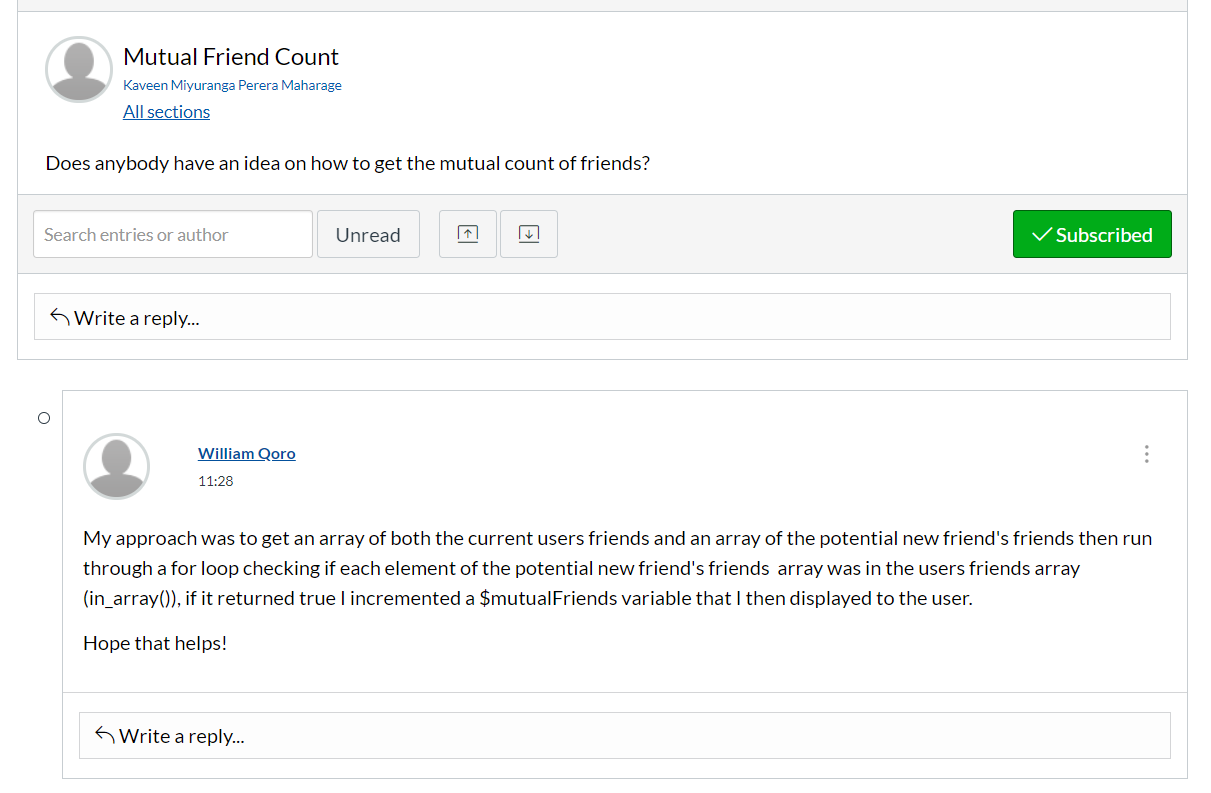 Mutual Friend Count
Kaveen Miyuranga Perera Maharage
All sections
Does anybody have an idea on how to get the mutual count of friends?
Search entries or author
Unread
Subscribed
Write a reply...
William Qoro
11:28
My approach was to get an array of both the current users friends and an array of the potential new friend's friends then run
through a for loop checking if each element of the potential new friend's friends  array was in the users friends array
(in_array()), if it returned true I incremented a $mutualFriends variable that I then displayed to the user.
Hope that helps!
Write a reply...